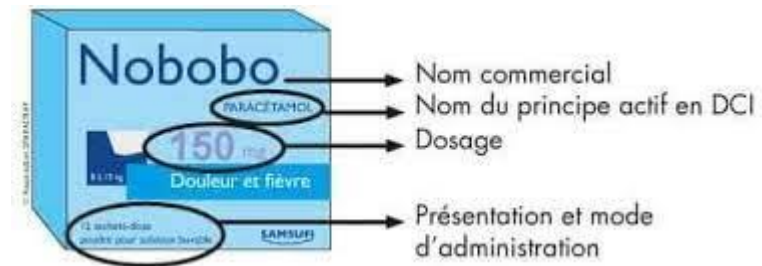 Nobobo
Nom commercial
PARACÉTAMOL
Nom du principe actif en DCI
150 mg
Dosage
Douleur et fièvre
12 sachets-dose
poudre pour solution buvable
SAMSUFI
Présentation et mode
d'administration